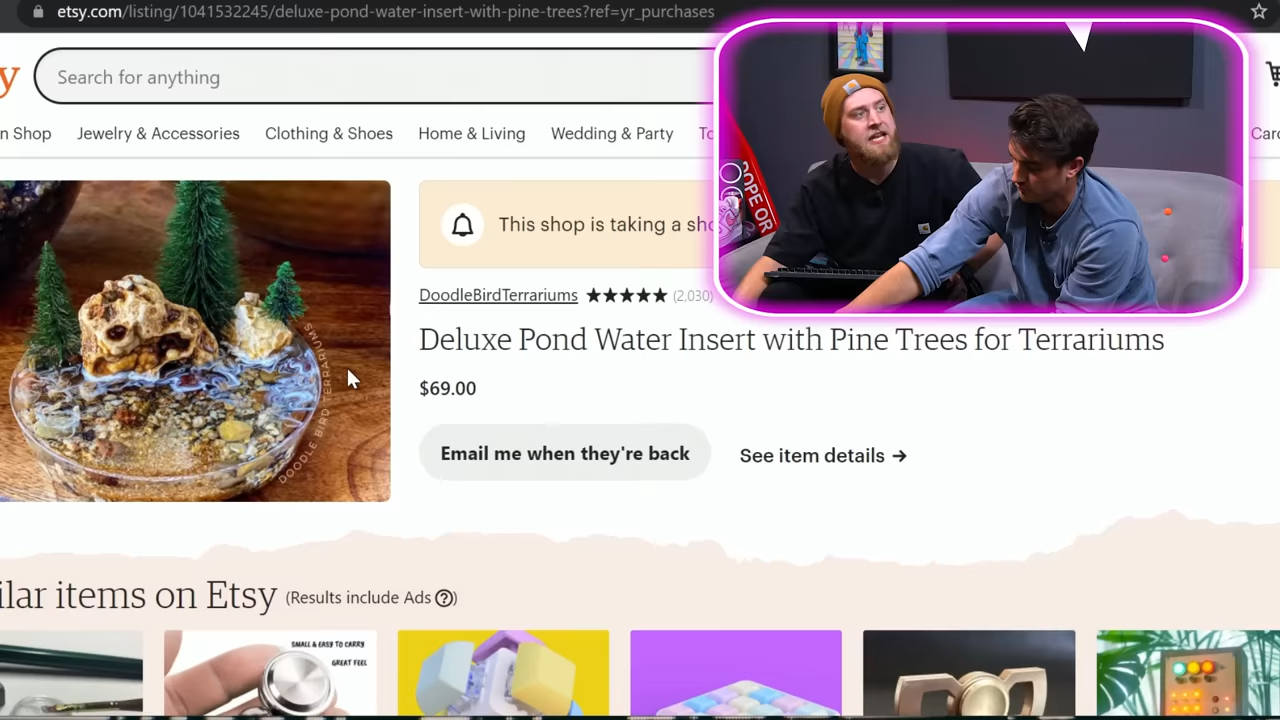 etsy.com/listing/1041532245/deluxe-pond-water-insert-with-pine-trees?ref=yr_purchases
y
Search for anything
n Shop Jewelry & Accessories Clothing & Shoes Home & Living Wedding & Party To Card
This shop is taking a sho
DOPE OR
DoodleBirdTerrariums ★★★★★ (2,030)
Deluxe Pond Water Insert with Pine Trees for Terrariums
$69.00
Email me when they're back See item details →
DOODLE BIRD TERRARIUMS
ilar items on Etsy (Results include Ads ?)
SMALL & EASY TO CARRY
GREAT FEEL